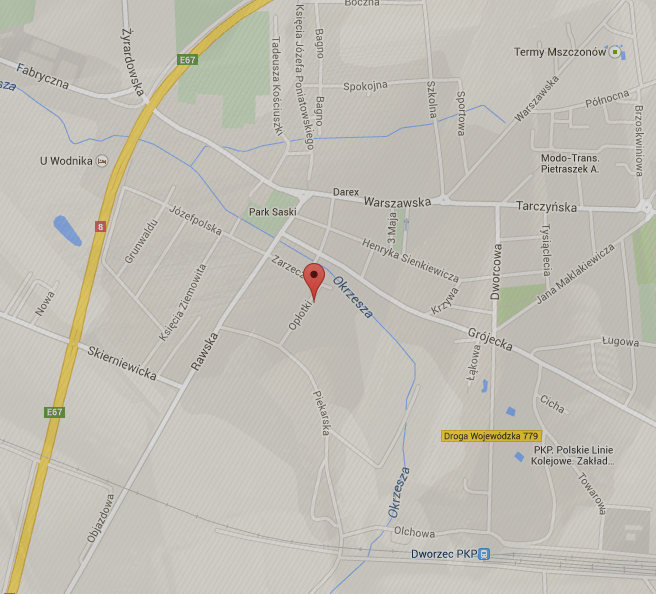 Boczna
Żyrardowska
E67
Fabryczna
Tadeusza Kościuszki
Księcia Józefa Poniatowskiego
Bagno
Bagno
Spokojna
Szkolna
Sportowa
Termy Mszczonów
Warszawska
Północna
Brzoskwiniowa
U Wodnika
Modo-Trans.
Pietraszek A.
Darex
Warszawska
Tarczyńska
Park Saski
Józefpolska
Grunwaldu
8
3 Maja
Henryka Sienkiewicza
Dworcowa
Tysiąclecia
Jana Maklakiewicza
Zarzecz
Okrzesza
Księcia Ziemowita
Opłotki
Krzywa
Nowa
Grójecka
Skierniewicka
Rawska
Łąkowa
Ługowa
Piekarska
Cicha
E67
Droga Wojewódzka 779
PKP. Polskie Linie
Kolejowe. Zakład...
Okrzesza
Towarowa
Objazdowa
Olchowa
Dworzec PKP